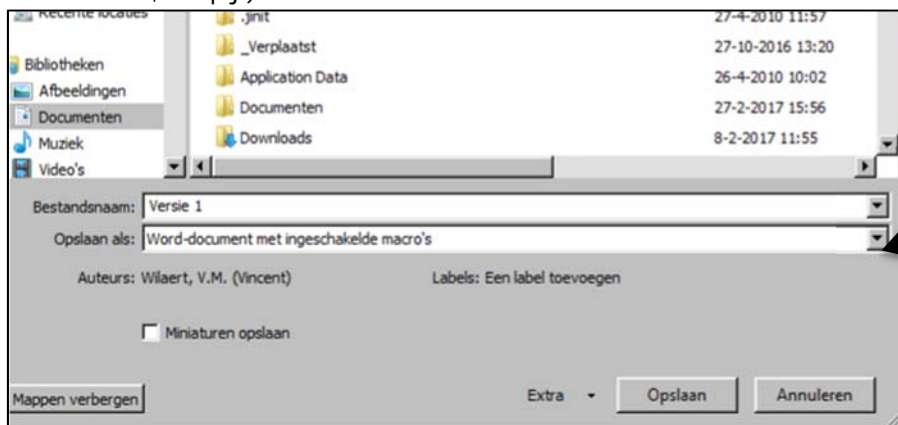 Recente locaties
.jinit 27-4-2010 11:57
_Verplaatst 27-10-2016 13:20
Bibliotheken
Application Data 26-4-2010 10:02
Afbeeldingen
Documenten 27-2-2017 15:56
Documenten
Downloads 8-2-2017 11:55
Muziek
Video's
Bestandsnaam: Versie 1
Opslaan als: Word-document met ingeschakelde macro's
Auteurs: Wilaert, V.M. (Vincent) Labels: Een label toevoegen
Miniaturen opslaan
Mappen verbergen Extra Opslaan Annuleren